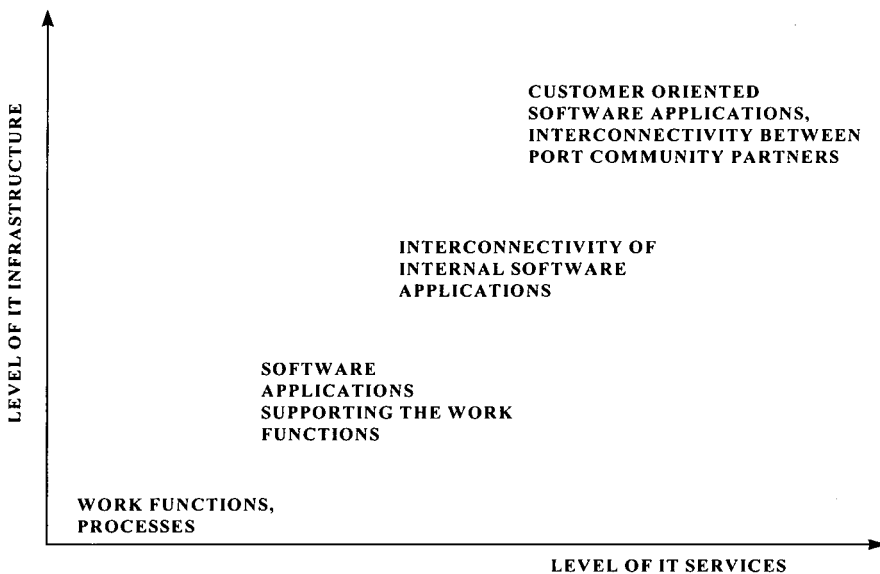 LEVEL OF IT INFRASTRUCTURE
CUSTOMER ORIENTED
SOFTWARE APPLICATIONS,
INTERCONNECTIVITY BETWEEN
PORT COMMUNITY PARTNERS
INTERCONNECTIVITY OF
INTERNAL SOFTWARE
APPLICATIONS
SOFTWARE
APPLICATIONS
SUPPORTING THE WORK
FUNCTIONS
WORK FUNCTIONS,
PROCESSES
LEVEL OF IT SERVICES